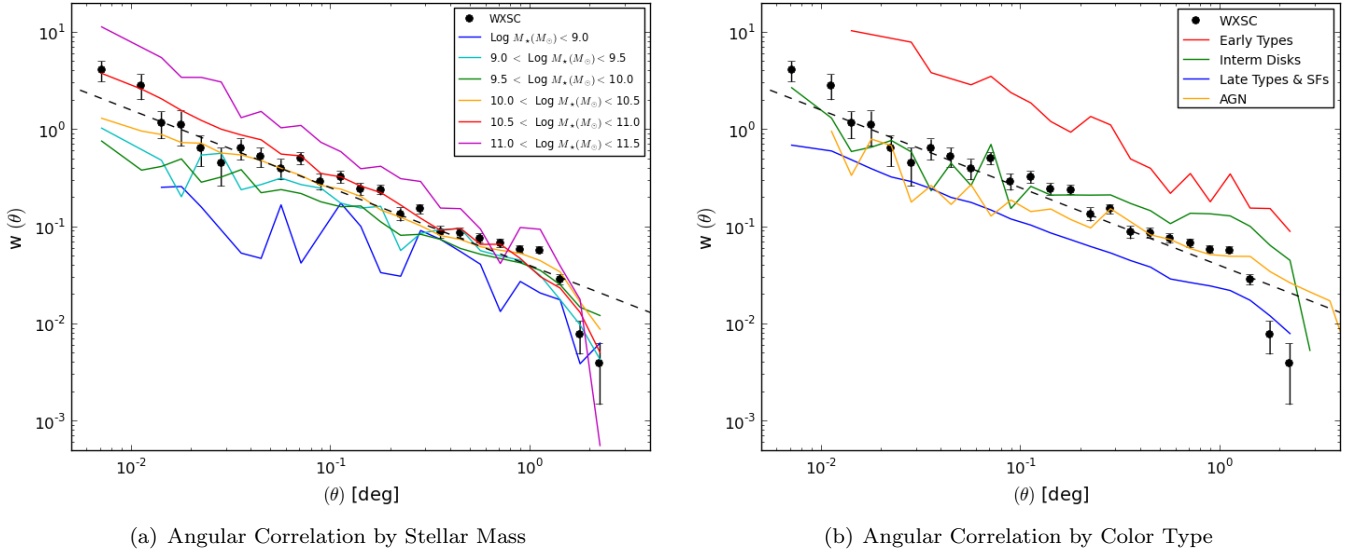 WXSC
Log M⋆(M⊙) < 9.0
9.0 < Log M⋆(M⊙) < 9.5
9.5 < Log M⋆(M⊙) < 10.0
10.0 < Log M⋆(M⊙) < 10.5
10.5 < Log M⋆(M⊙) < 11.0
11.0 < Log M⋆(M⊙) < 11.5
10¹
10⁰
10⁻¹
10⁻²
10⁻³
w (θ)
10⁻² 10⁻¹ 10⁰
(θ) [deg]
(a) Angular Correlation by Stellar Mass
WXSC
Early Types
Interm Disks
Late Types & SFs
AGN
10¹
10⁰
10⁻¹
10⁻²
10⁻³
w (θ)
10⁻² 10⁻¹ 10⁰
(θ) [deg]
(b) Angular Correlation by Color Type